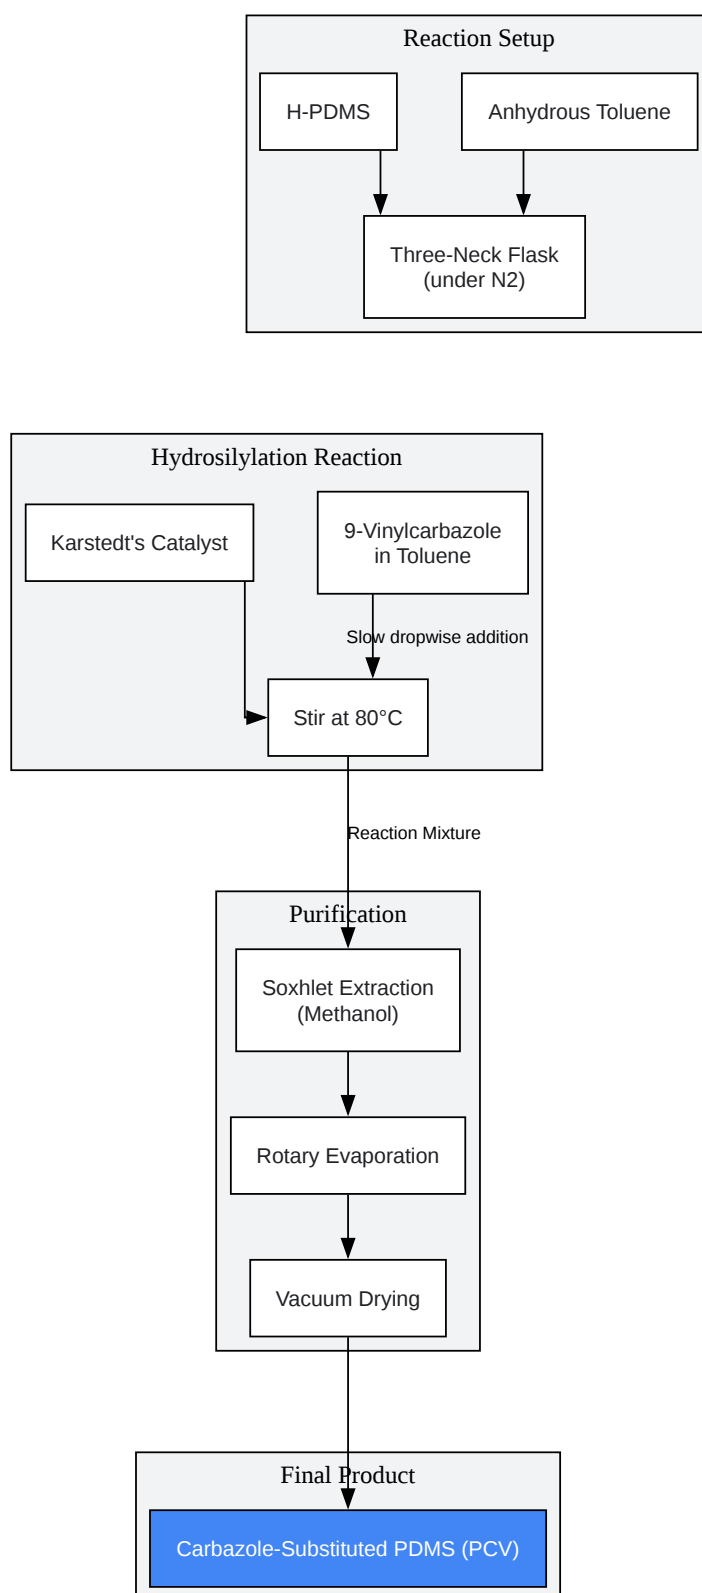 Reaction Setup
H-PDMS
Anhydrous Toluene
Three-Neck Flask
(under N2)
Hydrosilylation Reaction
Karstedt's Catalyst
9-Vinylcarbazole
in Toluene
Slow dropwise addition
Stir at 80°C
Reaction Mixture
Purification
Soxhlet Extraction
(Methanol)
Rotary Evaporation
Vacuum Drying
Final Product
Carbazole-Substituted PDMS (PCV)